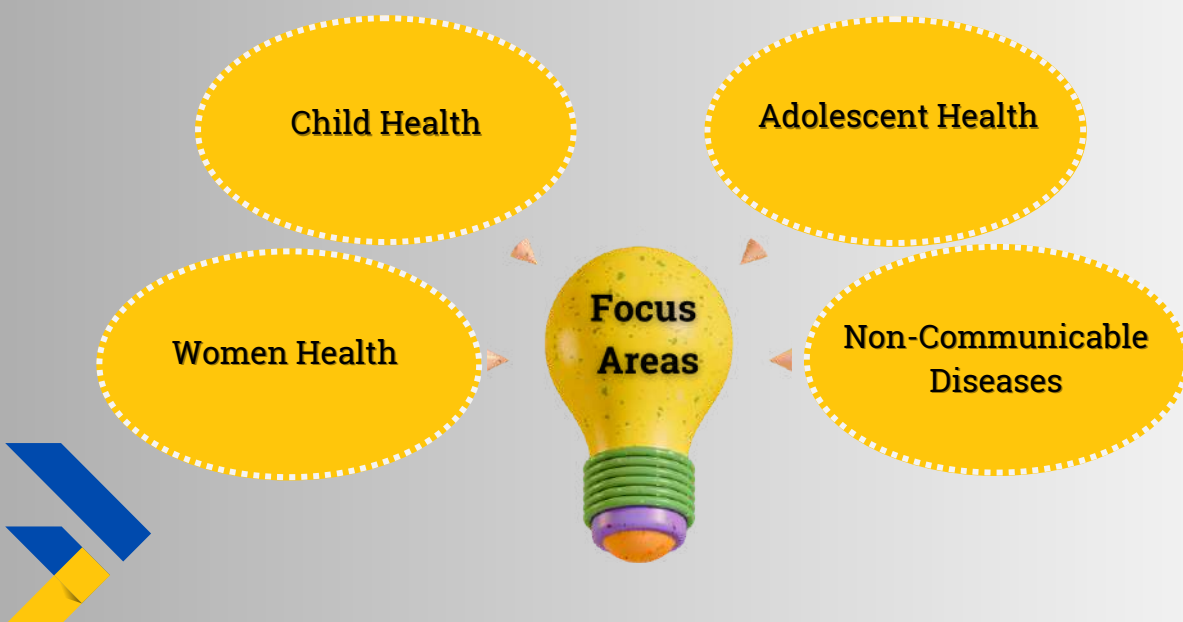 Child Health
Adolescent Health
Focus
Areas
Women Health
Non-Communicable
Diseases